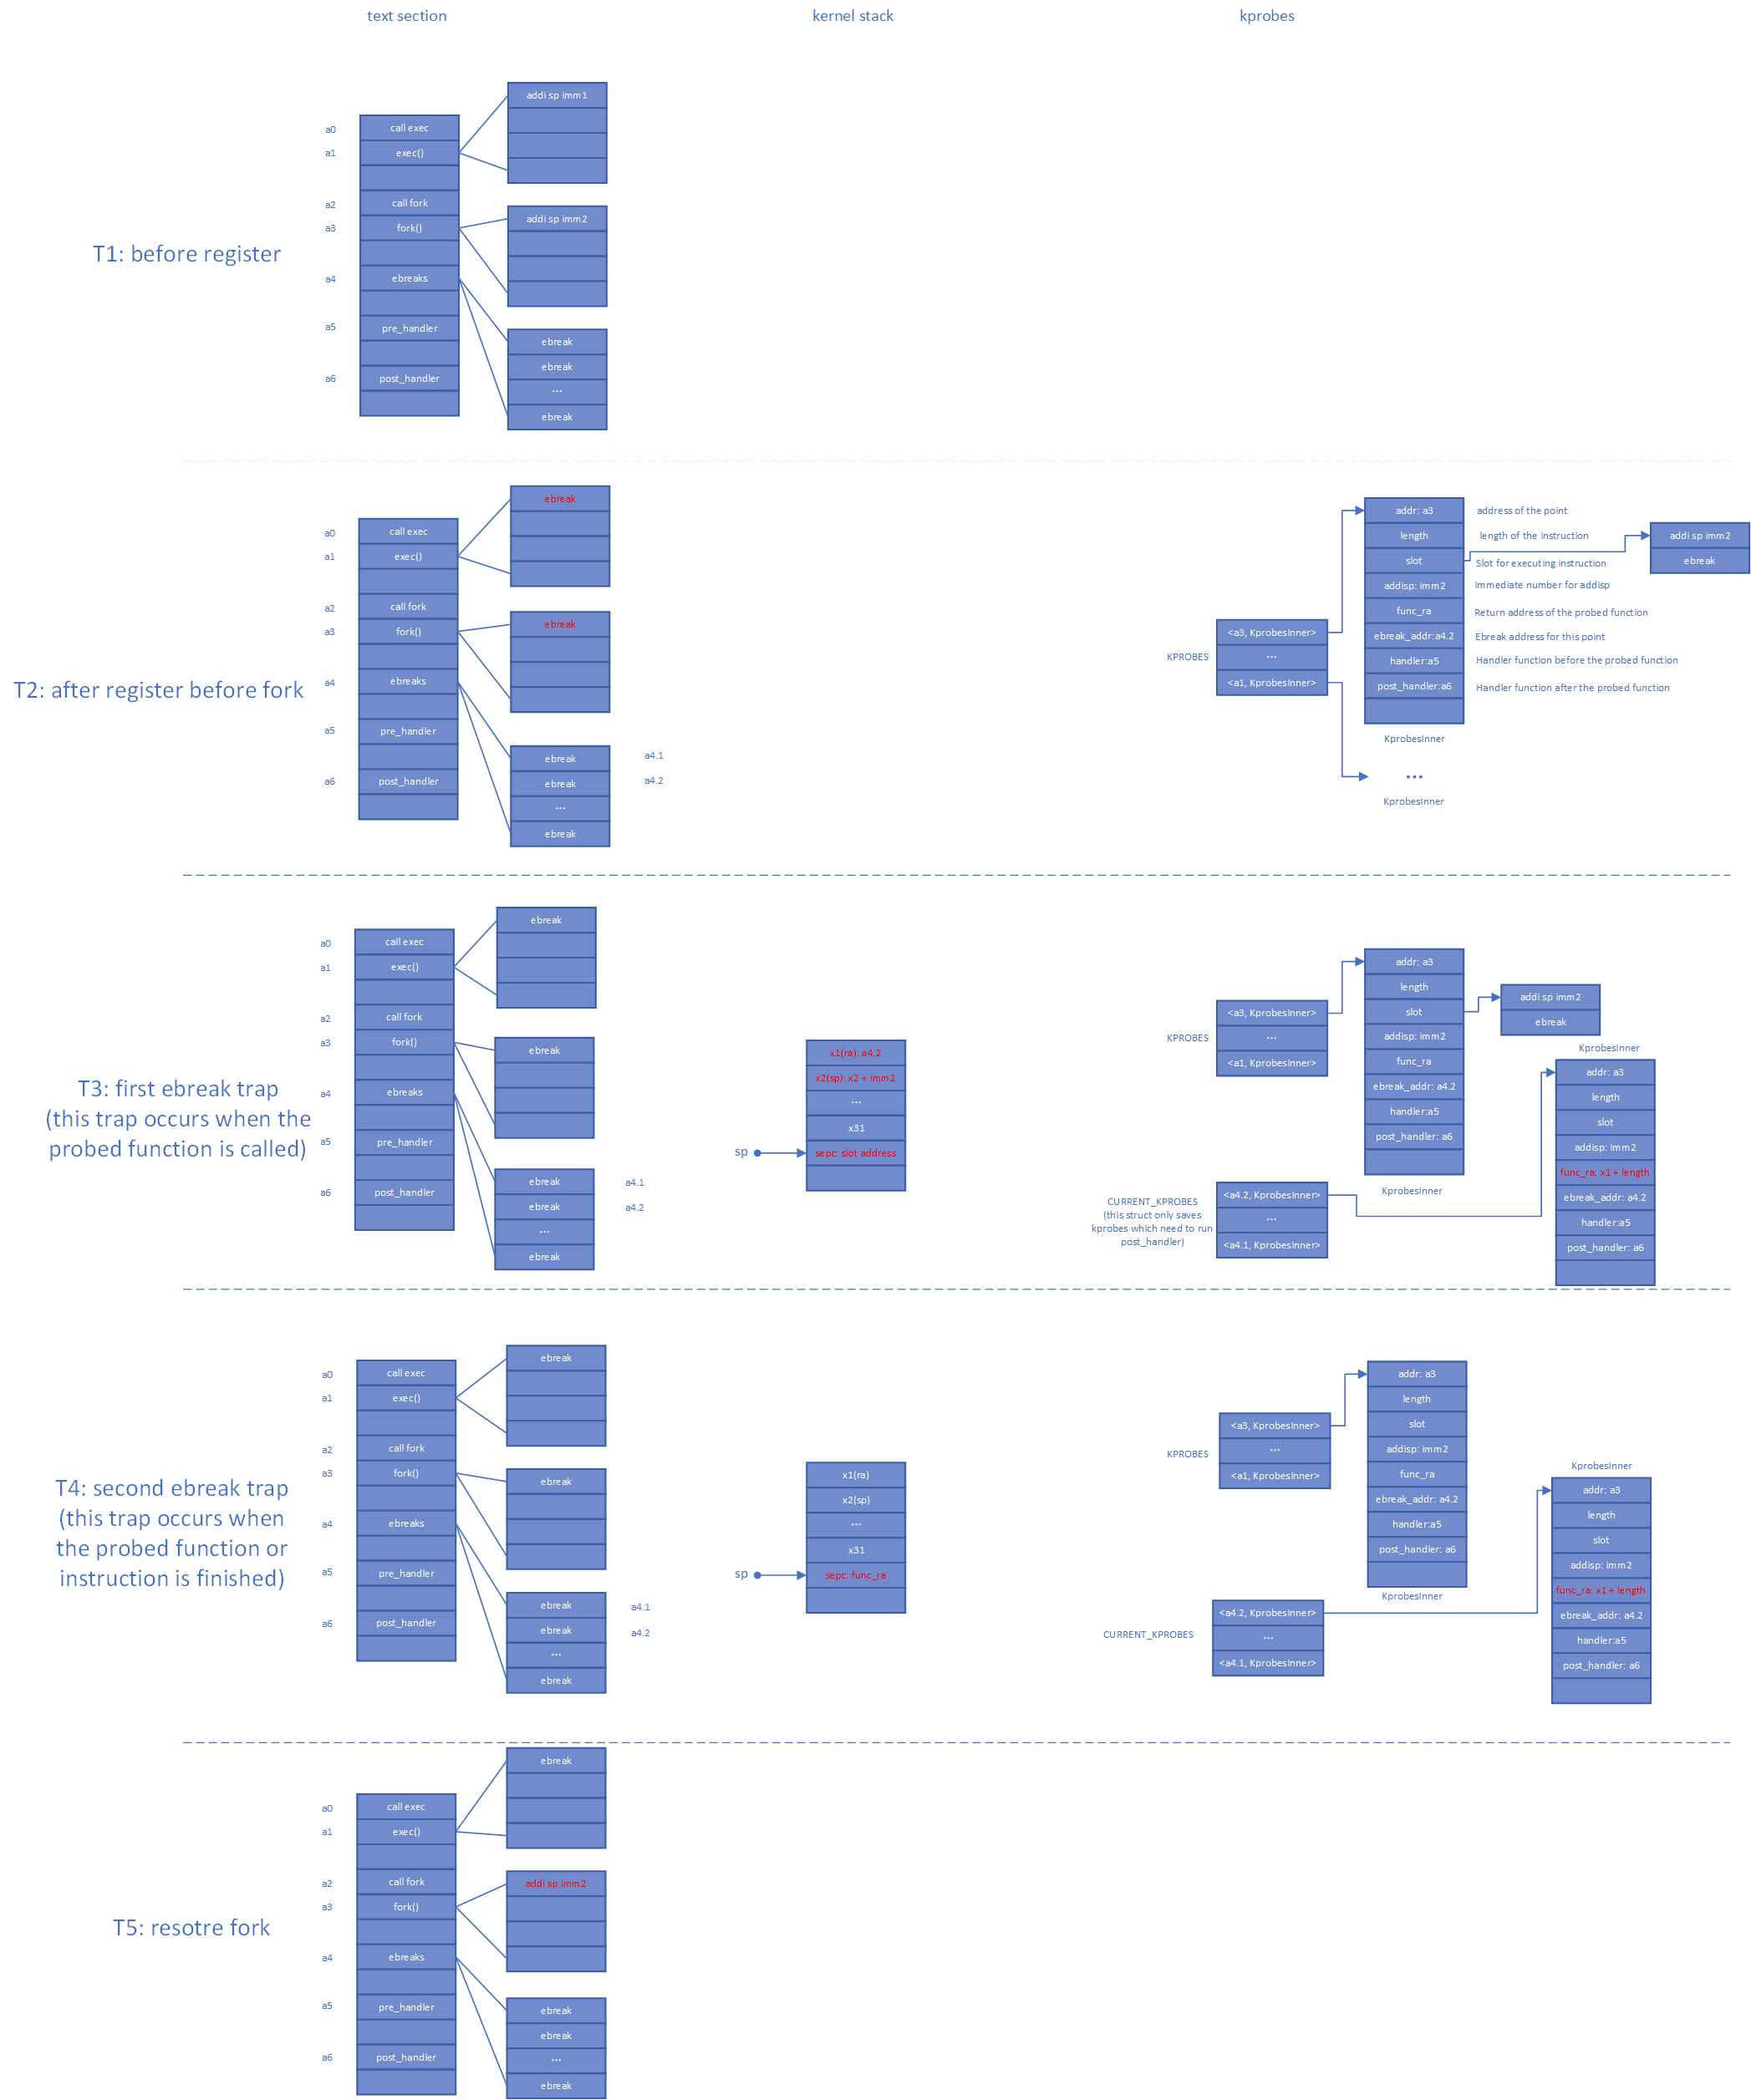 text section
kernel stack
kprobes
T1: before register
a0
a1
a2
a3
a4
a5
a6
call exec
exec()
call fork
fork()
ebreaks
pre_handler
post_handler
addi sp imm1
addi sp imm2
ebreak
ebreak
...
ebreak
T2: after register before fork
a0
a1
a2
a3
a4
a5
a6
call exec
exec()
call fork
fork()
ebreaks
pre_handler
post_handler
ebreak
ebreak
ebreak
ebreak
...
ebreak
a4.1
a4.2
KPROBES
<a3, KprobesInner>
...
<a1, KprobesInner>
addr: a3
length
slot
addisp: imm2
func_ra
ebreak_addr:a4.2
handler:a5
post_handler:a6
KprobesInner
...
KprobesInner
address of the point
length of the instruction
Slot for executing instruction
Immediate number for addisp
Return address of the probed function
Ebreak address for this point
Handler function before the probed function
Handler function after the probed function
addi sp imm2
ebreak
T3: first ebreak trap
(this trap occurs when the
probed function is called)
a0
a1
a2
a3
a4
a5
a6
call exec
exec()
call fork
fork()
ebreaks
pre_handler
post_handler
ebreak
ebreak
ebreak
ebreak
...
ebreak
a4.1
a4.2
sp
x1(ra): a4.2
x2(sp): x2 + imm2
...
x31
sepc: slot address
KPROBES
<a3, KprobesInner>
...
<a1, KprobesInner>
addr: a3
length
slot
addisp: imm2
func_ra
ebreak_addr: a4.2
handler:a5
post_handler: a6
KprobesInner
addi sp imm2
ebreak
CURRENT_KPROBES
(this struct only saves
kprobes which need to run
post_handler)
<a4.2, KprobesInner>
...
<a4.1, KprobesInner>
KprobesInner
addr: a3
length
slot
addisp: imm2
func_ra: x1 + length
ebreak_addr: a4.2
handler:a5
post_handler: a6
T4: second ebreak trap
(this trap occurs when
the probed function or
instruction is finished)
a0
a1
a2
a3
a4
a5
a6
call exec
exec()
call fork
fork()
ebreaks
pre_handler
post_handler
ebreak
ebreak
ebreak
ebreak
...
ebreak
a4.1
a4.2
sp
x1(ra)
x2(sp)
...
x31
sepc: func_ra
KPROBES
<a3, KprobesInner>
...
<a1, KprobesInner>
addr: a3
length
slot
addisp: imm2
func_ra
ebreak_addr: a4.2
handler:a5
post_handler: a6
KprobesInner
CURRENT_KPROBES
<a4.2, KprobesInner>
...
<a4.1, KprobesInner>
KprobesInner
addr: a3
length
slot
addisp: imm2
func_ra: x1 + length
ebreak_addr: a4.2
handler:a5
post_handler: a6
T5: resotre fork
a0
a1
a2
a3
a4
a5
a6
call exec
exec()
call fork
fork()
ebreaks
pre_handler
post_handler
ebreak
addi sp imm2
ebreak
ebreak
...
ebreak